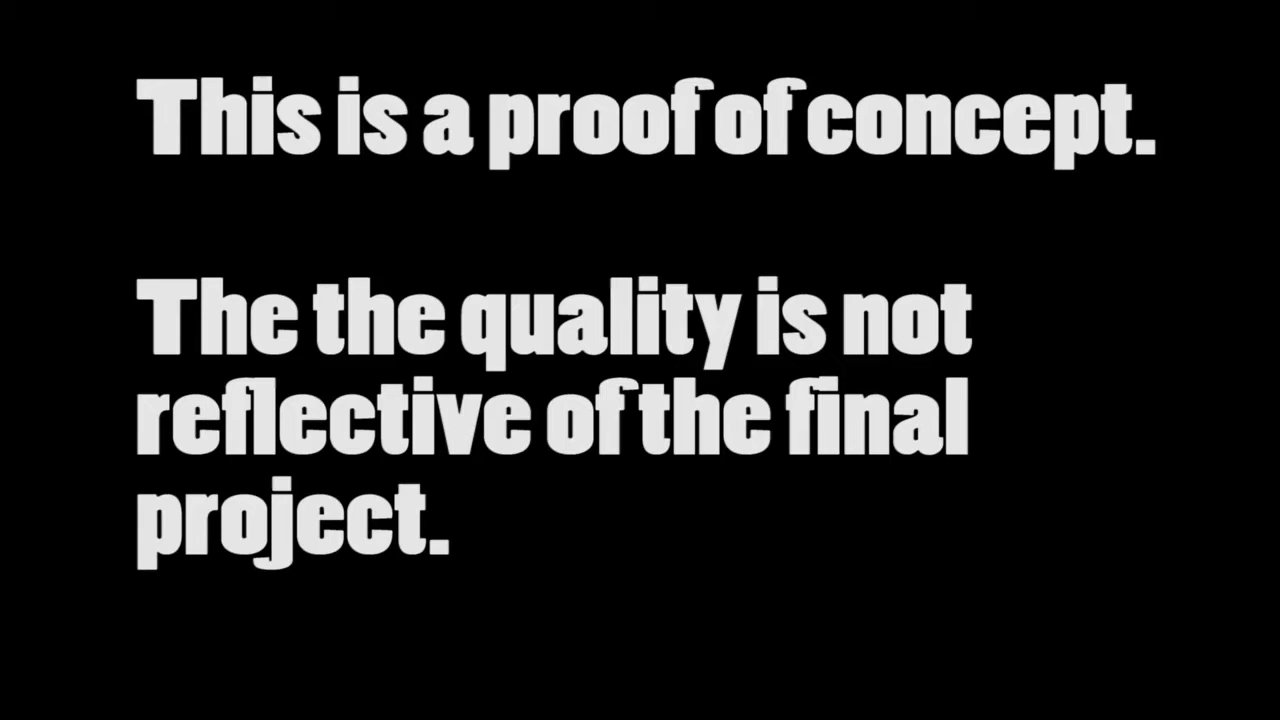 This is a proof of concept.
The the quality is not
reflective of the final
project.